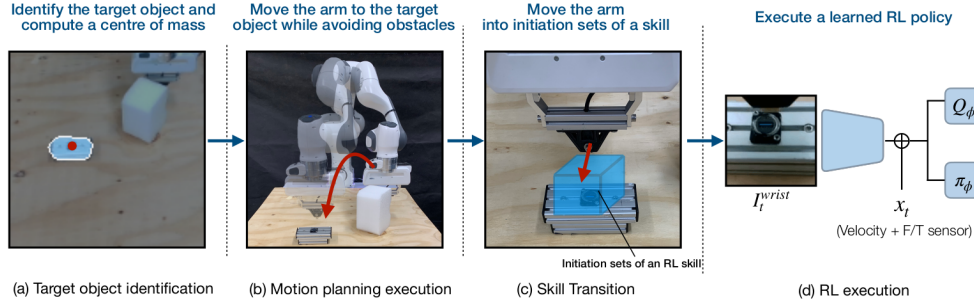 Identify the target object and
compute a centre of mass
Move the arm to the target
object while avoiding obstacles
Move the arm
into initiation sets of a skill
Execute a learned RL policy
Q_ϕ
π_ϕ
I_t^{wrist}
x_t
(Velocity + F/T sensor)
Initiation sets of an RL skill
(a) Target object identification
(b) Motion planning execution
(c) Skill Transition
(d) RL execution